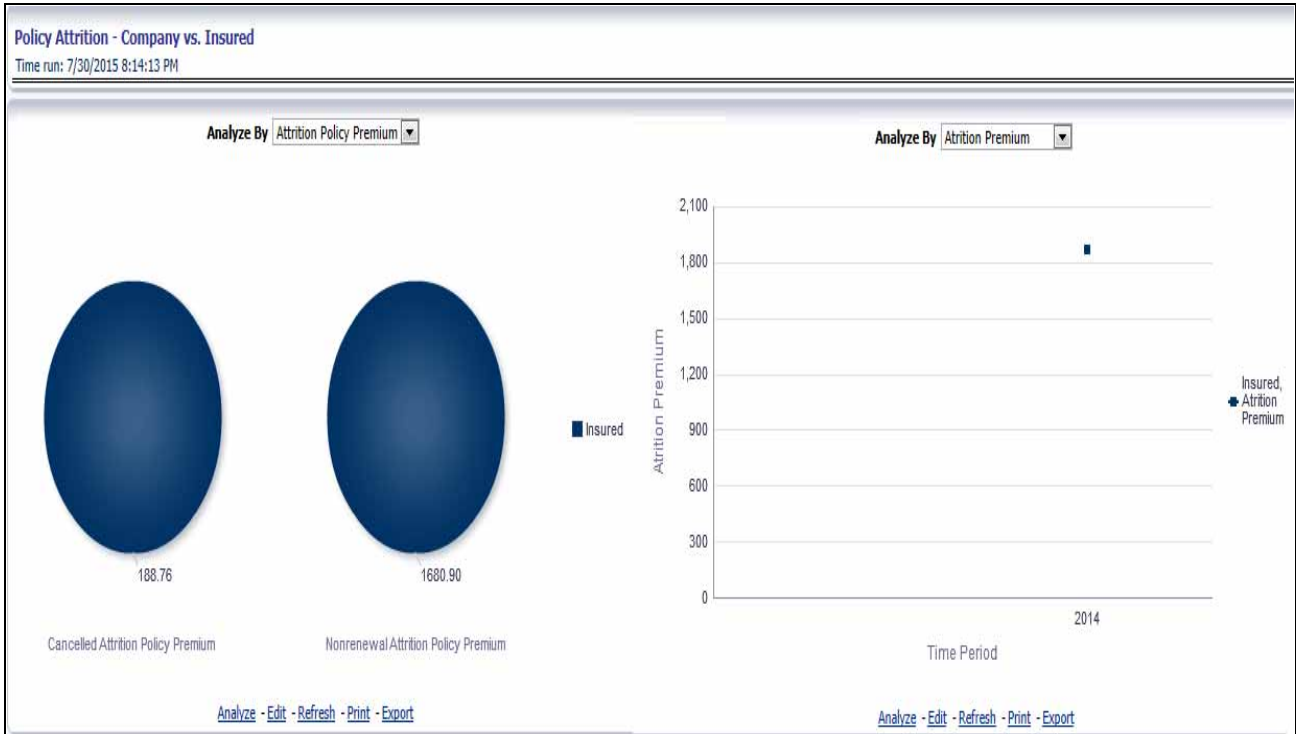 Policy Attrition - Company vs. Insured
Time run: 7/30/2015 8:14:13 PM
Analyze By Attrition Policy Premium
188.76
1680.90
Insured
Cancelled Attrition Policy Premium
Nonrenewal Attrition Policy Premium
Analyze - Edit - Refresh - Print - Export
Analyze By Atrition Premium
2,100
1,800
1,500
1,200
900
600
300
0
Atrition Premium
2014
Time Period
Insured,
Atrition
Premium
Analyze - Edit - Refresh - Print - Export